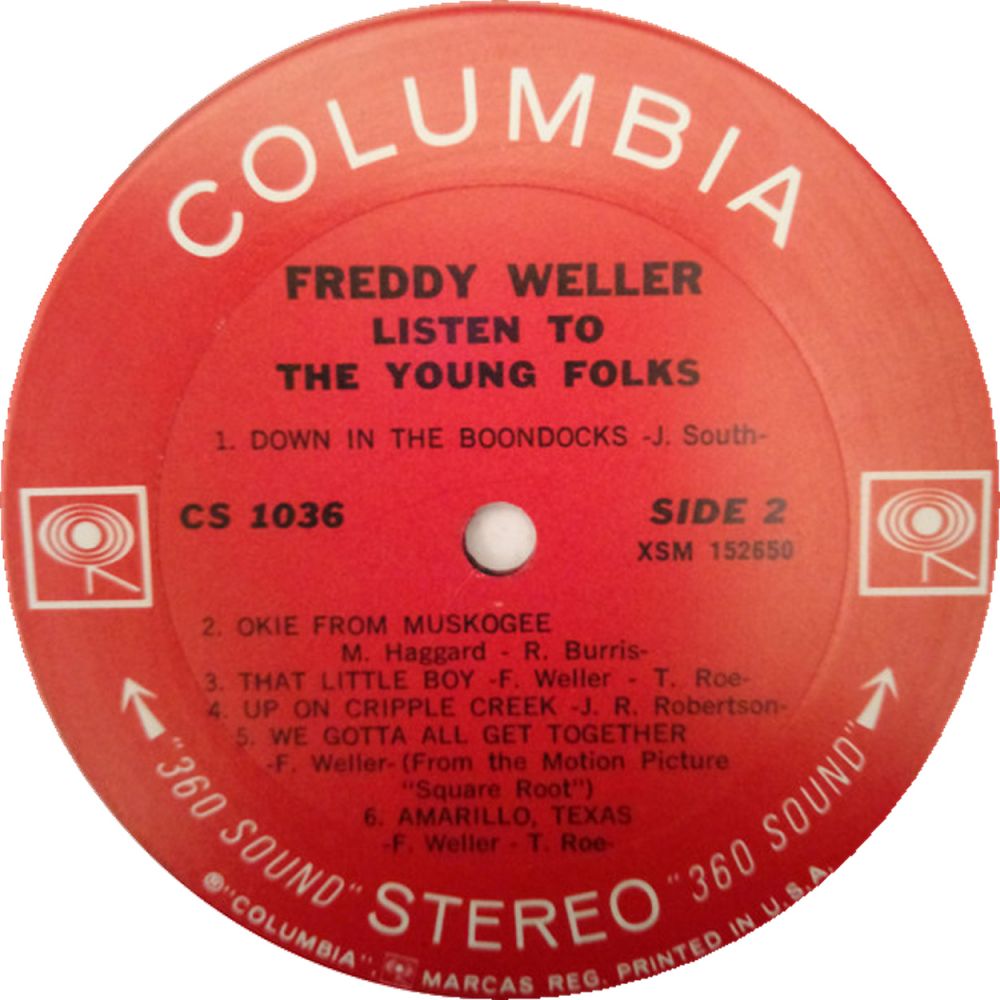 COLUMBIA
FREDDY WELLER
LISTEN TO
THE YOUNG FOLKS
1. DOWN IN THE BOONDOCKS -J. South-
CS 1036
SIDE 2
XSM 152650
2. OKIE FROM MUSKOGEE
M. Haggard - R. Burris-
3. THAT LITTLE BOY -F. Weller - T. Roe-
4. UP ON CRIPPLE CREEK -J. R. Robertson-
5. WE GOTTA ALL GET TOGETHER
-F. Weller- (From the Motion Picture
"Square Root")
6. AMARILLO, TEXAS
-F. Weller - T. Roe-
"360 SOUND" STEREO "360 SOUND"
® "COLUMBIA", MARCAS REG. PRINTED IN U.S.A.